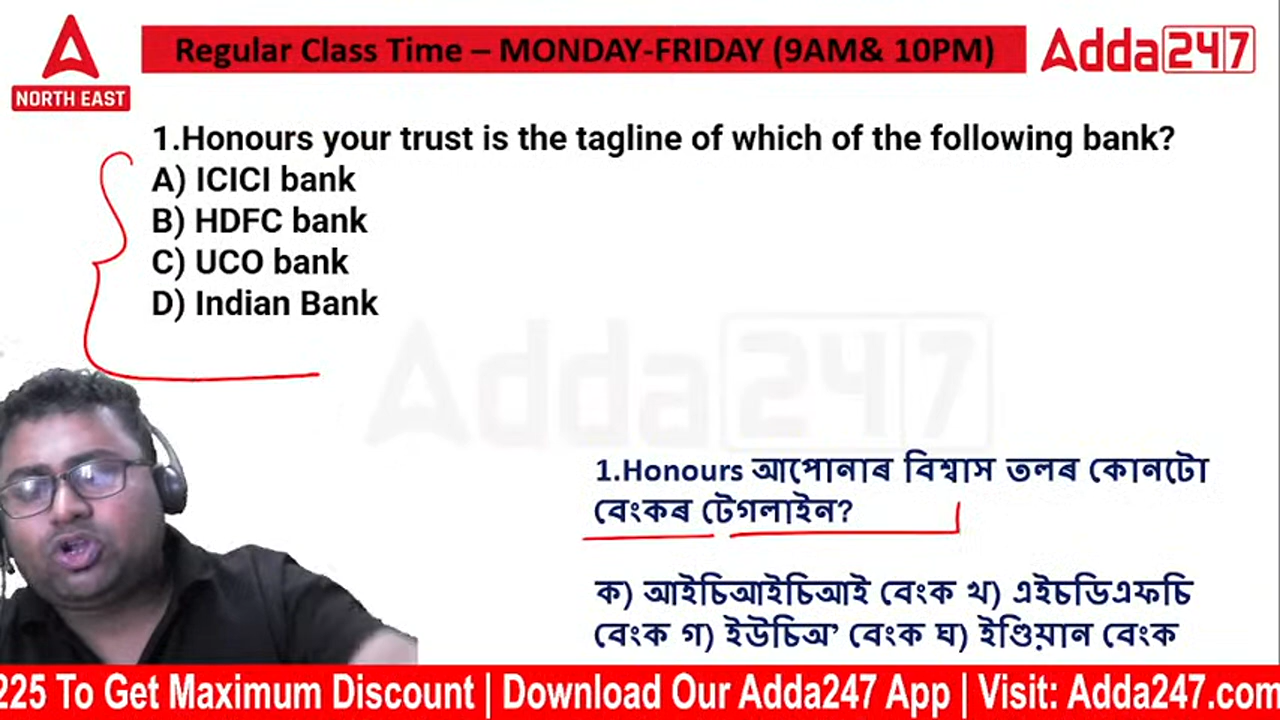 NORTH EAST
Regular Class Time – MONDAY-FRIDAY (9AM& 10PM)
Adda247
1.Honours your trust is the tagline of which of the following bank?
A) ICICI bank
B) HDFC bank
C) UCO bank
D) Indian Bank
Adda247
1.Honours আপোনাৰ বিশ্বাস তলৰ কোনটো
বেংকৰ টেগলাইন?
ক) আইচিআইচিআই বেংক খ) এইচডিএফচি
বেংক গ) ইউচিঅ’ বেংক ঘ) ইণ্ডিয়ান বেংক
225 To Get Maximum Discount | Download Our Adda247 App | Visit: Adda247.com